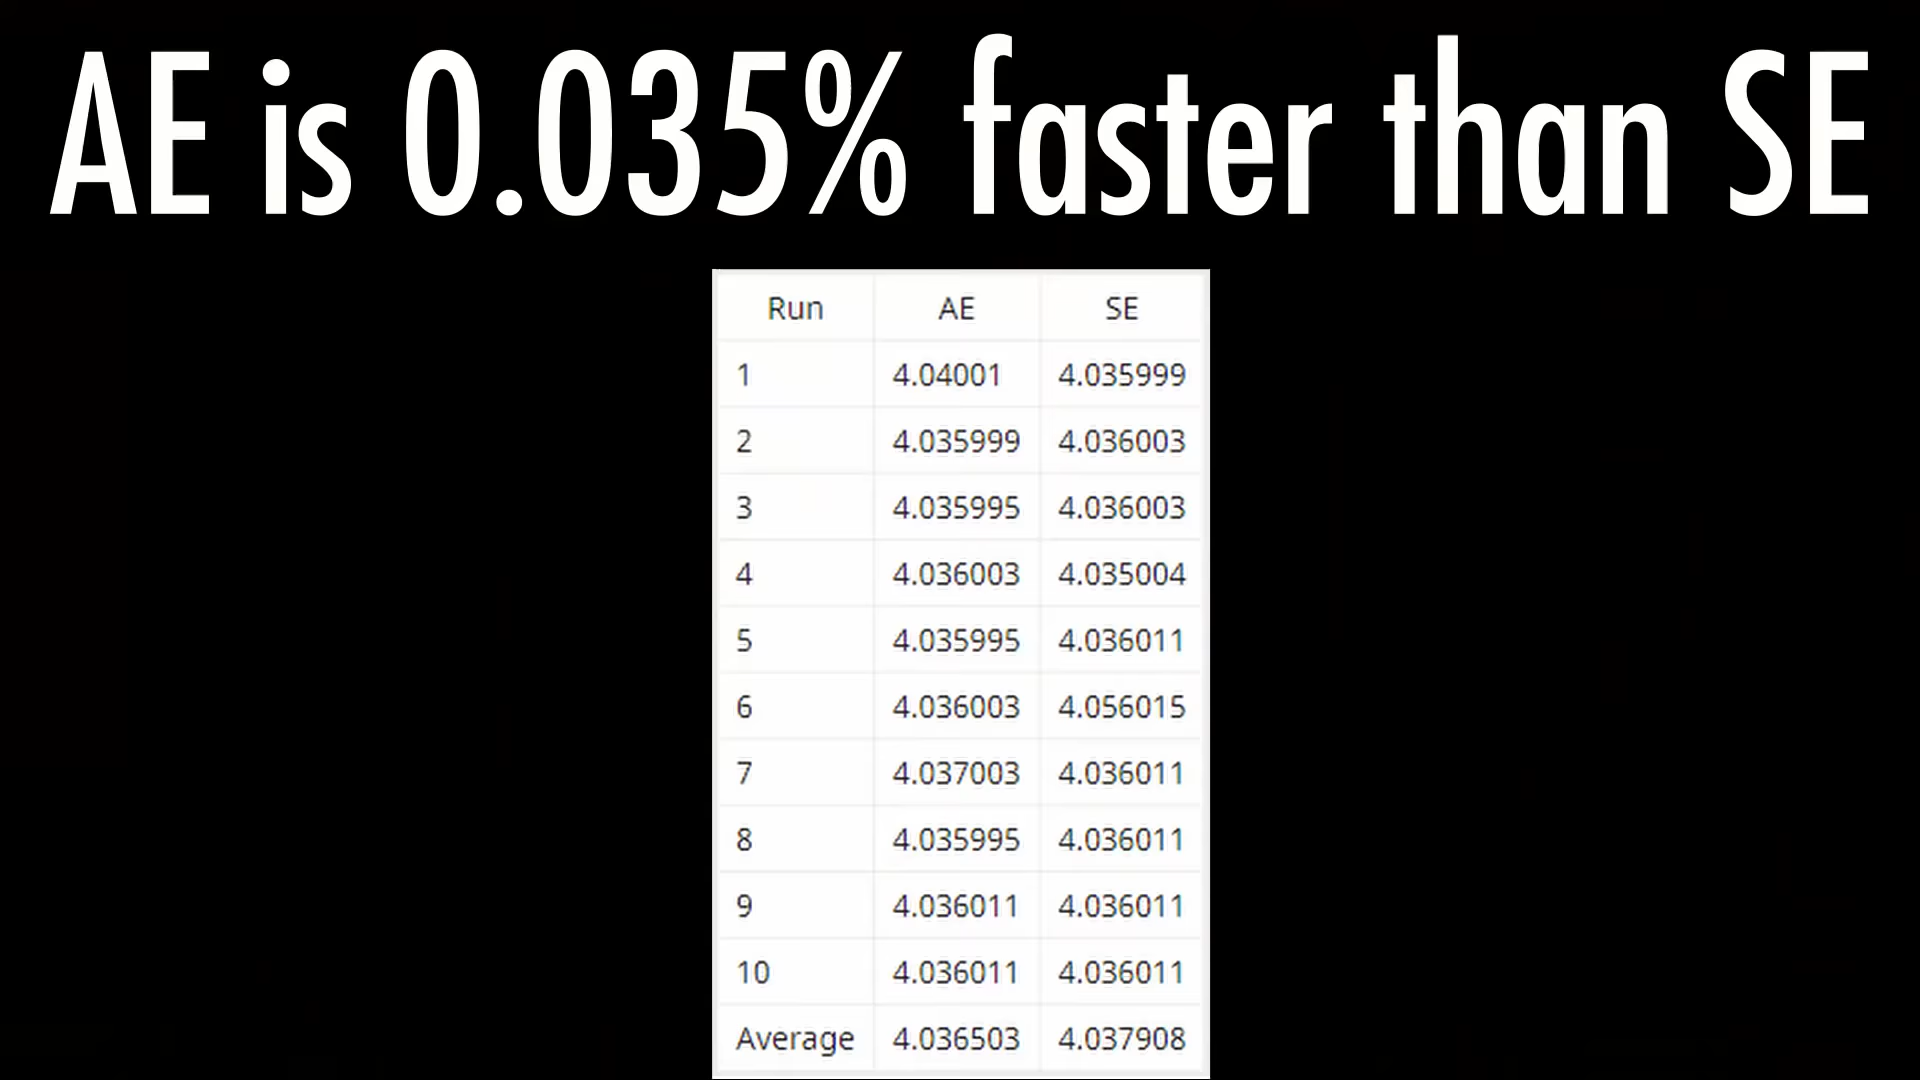 AE is 0.035% faster than SE
Run AE SE
1 4.04001 4.035999
2 4.035999 4.036003
3 4.035995 4.036003
4 4.036003 4.035004
5 4.035995 4.036011
6 4.036003 4.056015
7 4.037003 4.036011
8 4.035995 4.036011
9 4.036011 4.036011
10 4.036011 4.036011
Average 4.036503 4.037908